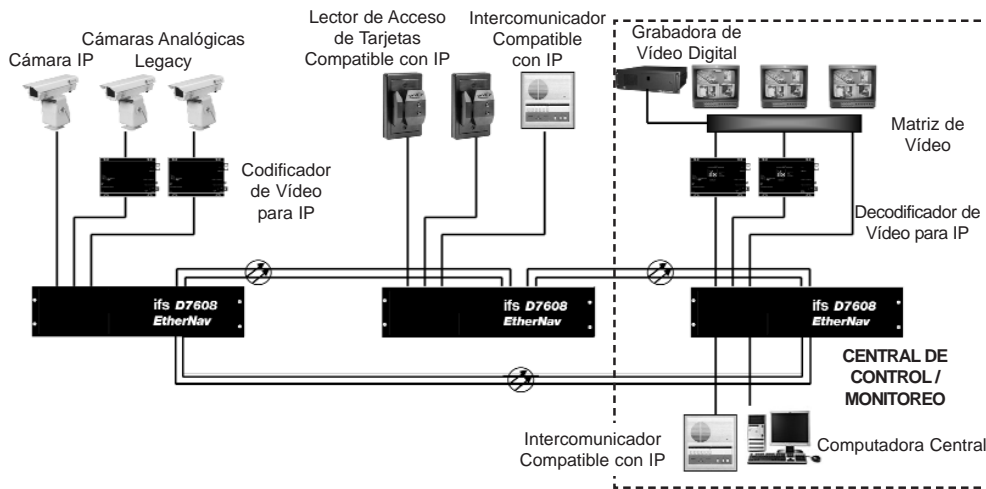 Cámara IP
Cámaras Analógicas
Legacy
Lector de Acceso
de Tarjetas
Compatible con IP
Intercomunicador
Compatible
con IP
Grabadora de
Vídeo Digital
Matriz de
Vídeo
Codificador
de Vídeo
para IP
Decodificador de
Vídeo para IP
ifs D7608
EtherNav
ifs D7608
EtherNav
ifs D7608
EtherNav
CENTRAL DE
CONTROL /
MONITOREO
Intercomunicador
Compatible con IP
Computadora Central